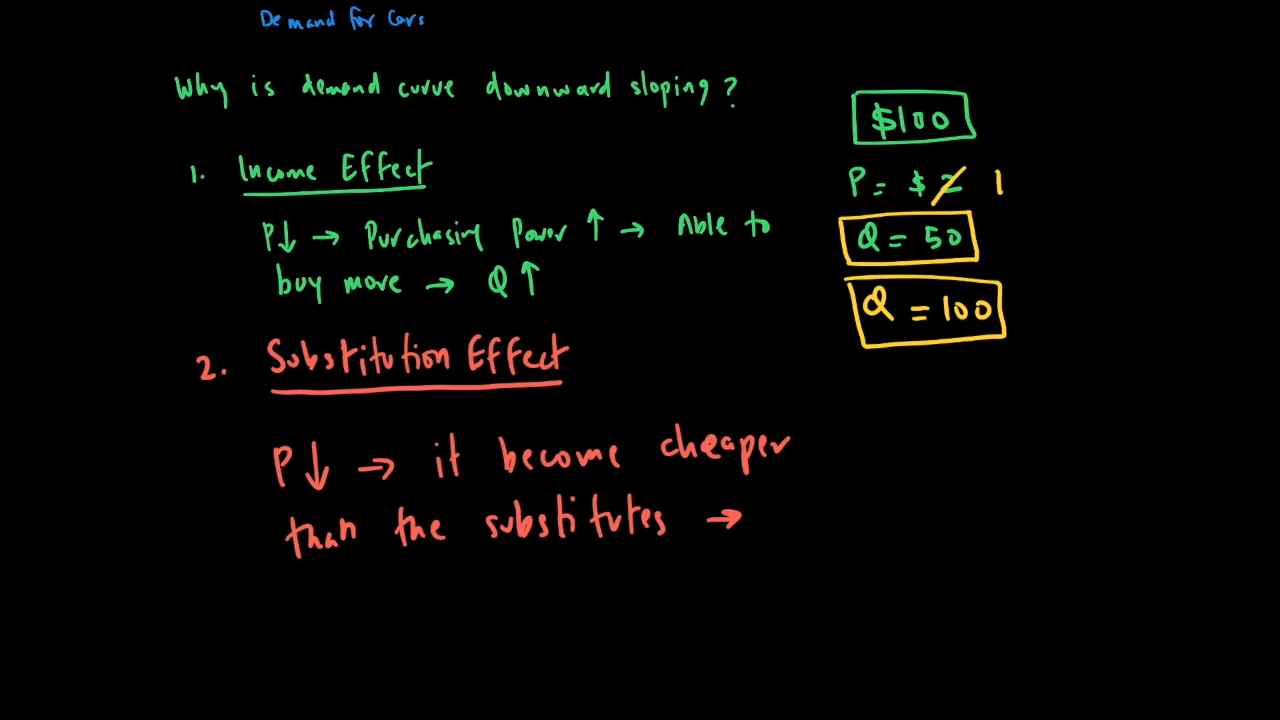 Demand for Cars
Why is demand curve downward sloping?
$100
1. Income Effect
P = $2 1
P↓ → Purchasing Power ↑ → Able to
buy more → Q↑
Q = 50
Q = 100
2. Substitution Effect
P↓ → it become cheaper
than the substitutes →